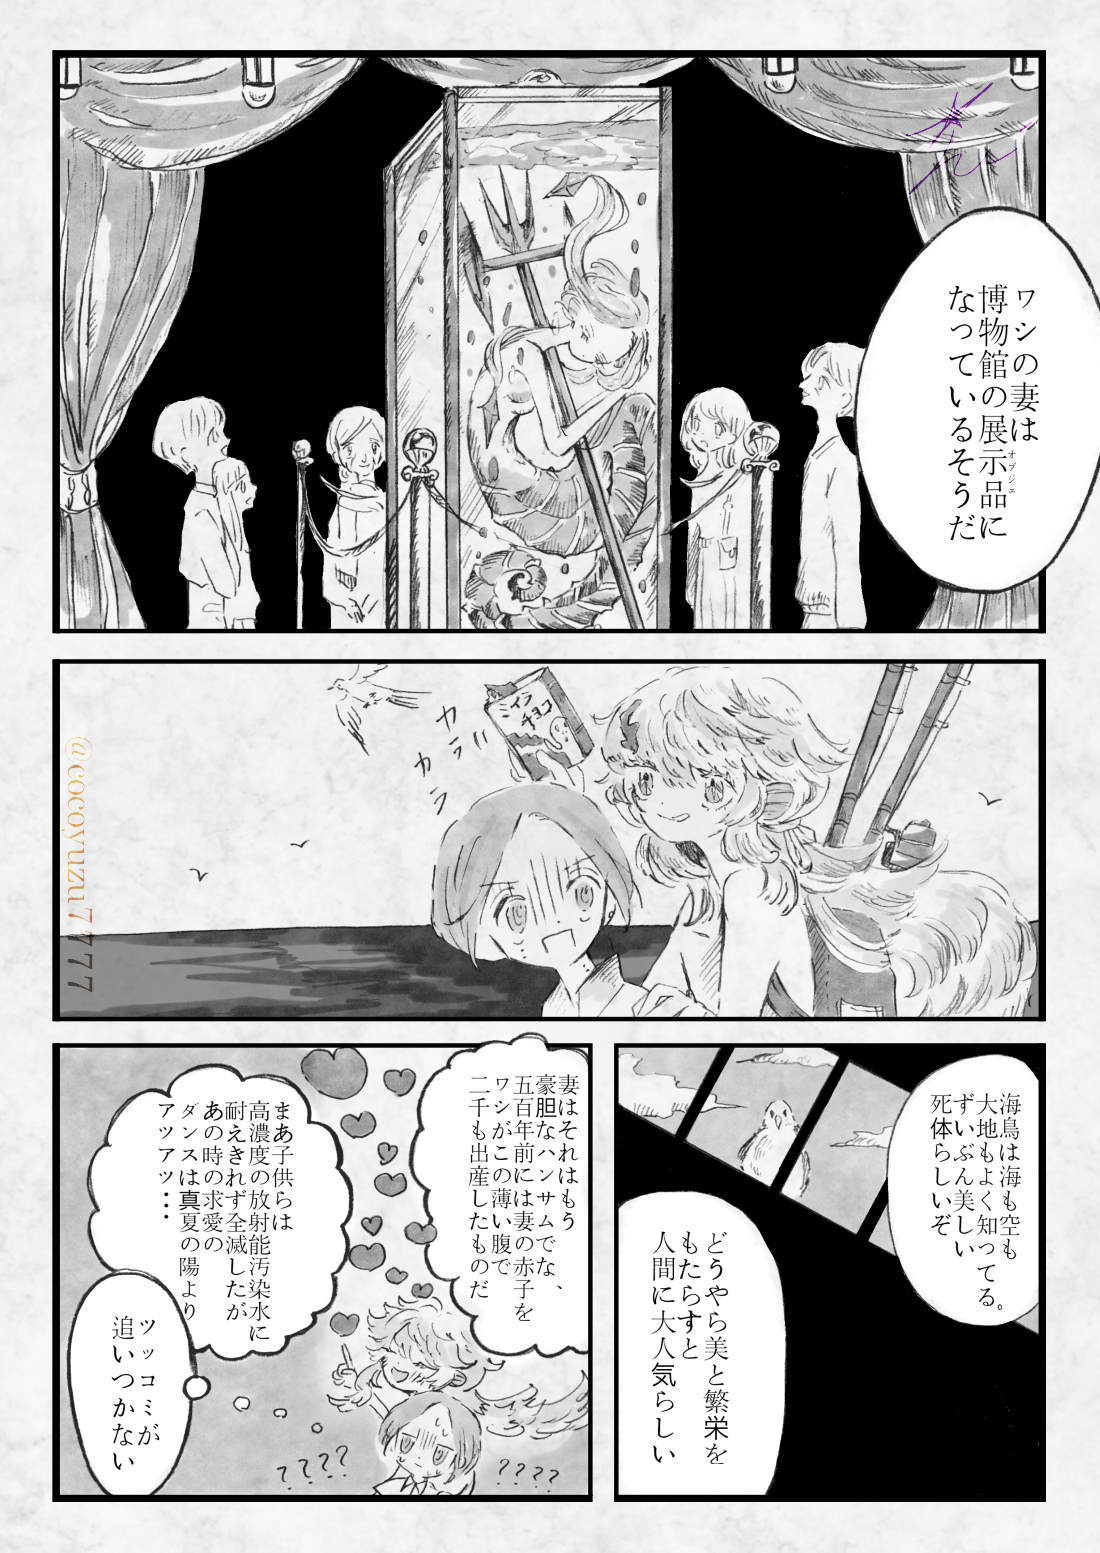 ワシの妻は
博物館の展示品に
オブジェ
なっているそうだ
カラ
カラ
イカ
チョコ
@cocoyuzu7777
海鳥は海も空も
大地もよく知ってる。
ずいぶん美しい
死体らしいぞ
どうやら美と繁栄を
もたらすと
人間に大人気らしい
妻はそれはもう
豪胆なハンサムでな、
五百年前には妻の赤子を
ワシがこの薄い腹で
二千も出産したものだ
まあ子供らは
高濃度の放射能汚染水に
耐えきれず全滅したが
あの時の求愛の
ダンスは真夏の陽より
アツアツ・・・
ツッコミが
追いつかない
????
????